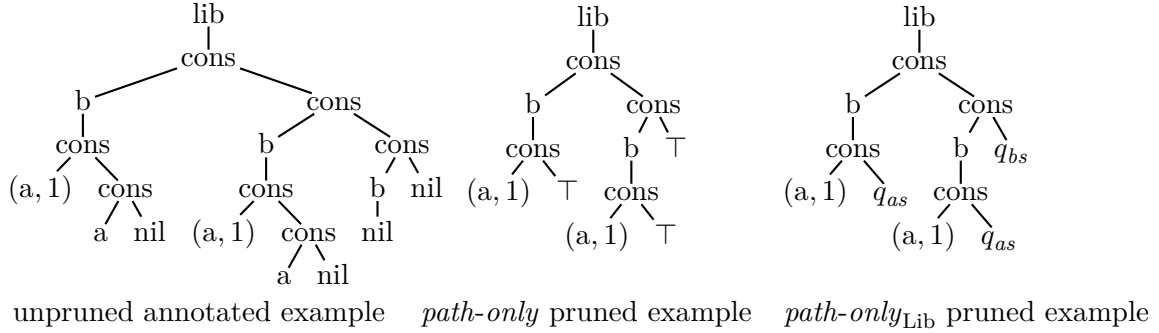 lib lib lib
cons cons cons
b cons b cons b cons
cons b cons cons b ⊤ cons b q_bs
(a, 1) cons cons b nil (a, 1) ⊤ cons (a, 1) q_as cons
a nil (a, 1) cons nil (a, 1) ⊤ (a, 1) q_as
a nil
unpruned annotated example path-only pruned example path-only_Lib pruned example